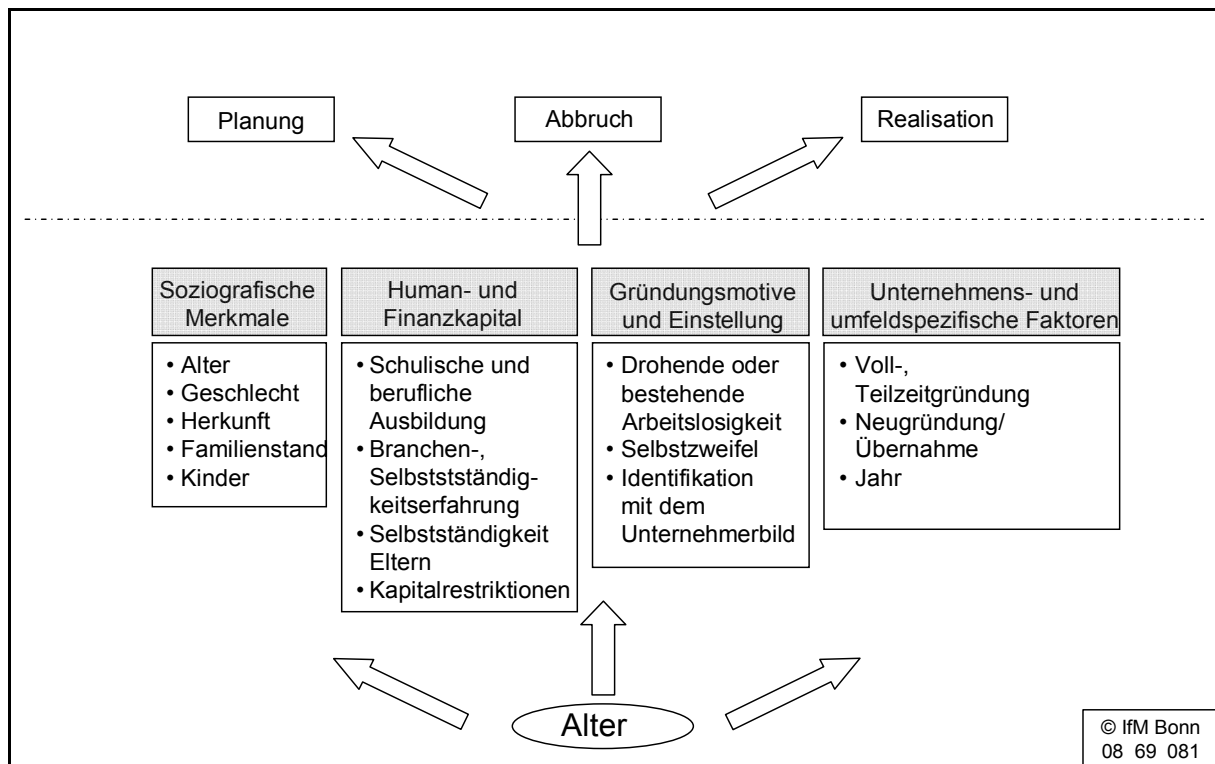 Planung
Abbruch
Realisation
Soziografische
Merkmale
• Alter
• Geschlecht
• Herkunft
• Familienstand
• Kinder
Human- und
Finanzkapital
• Schulische und
berufliche
Ausbildung
• Branchen-,
Selbstständig-
keitserfahrung
• Selbstständigkeit
Eltern
• Kapitalrestriktionen
Gründungsmotive
und Einstellung
• Drohende oder
bestehende
Arbeitslosigkeit
• Selbstzweifel
• Identifikation
mit dem
Unternehmerbild
Unternehmens- und
umfeldspezifische Faktoren
• Voll-,
Teilzeitgründung
• Neugründung/
Übernahme
• Jahr
Alter
© IfM Bonn
08 69 081